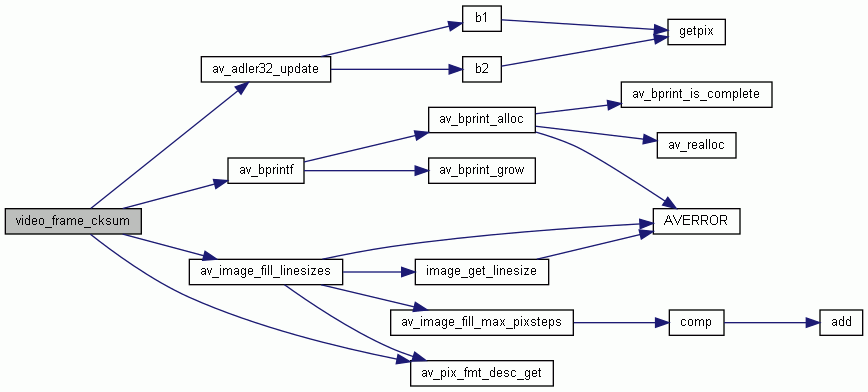 b1
getpix
av_adler32_update
b2
av_bprint_is_complete
av_bprint_alloc
av_realloc
av_bprintf
av_bprint_grow
video_frame_cksum
AVERROR
av_image_fill_linesizes
image_get_linesize
av_image_fill_max_pixsteps
comp
add
av_pix_fmt_desc_get